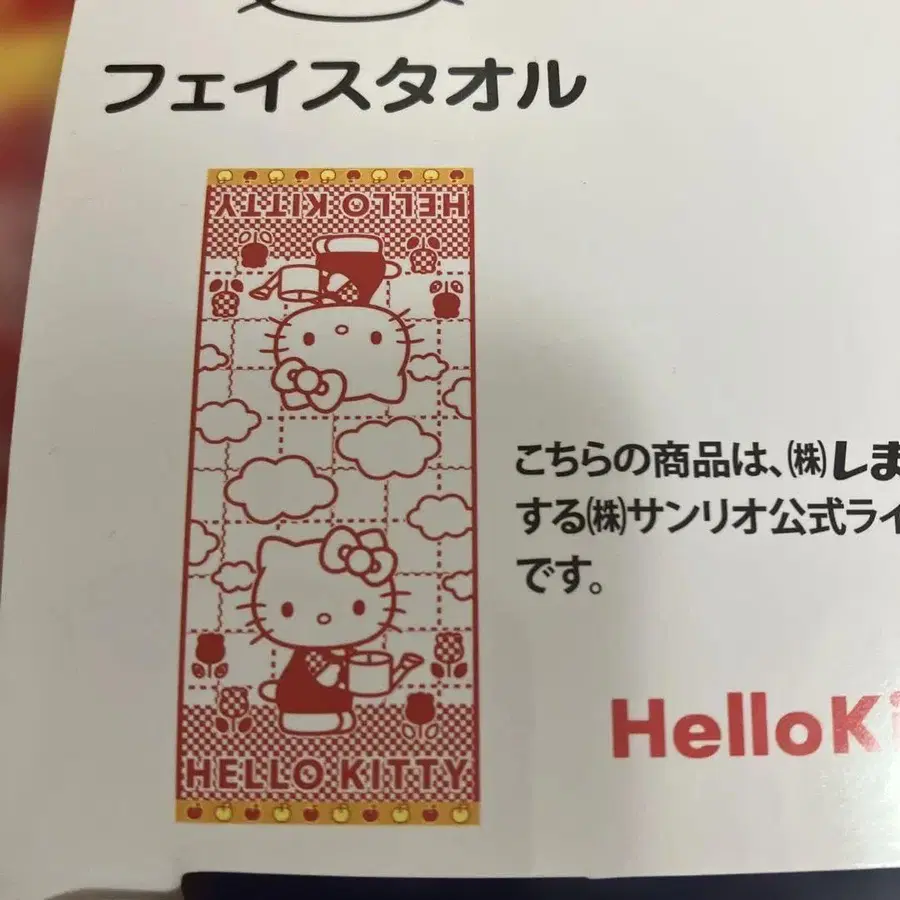 フェイスタオル
HELLO KITTY
こちらの商品は、㈱しま
する㈱サンリオ公式ライ
です。
HELLO KITTY
HelloKi